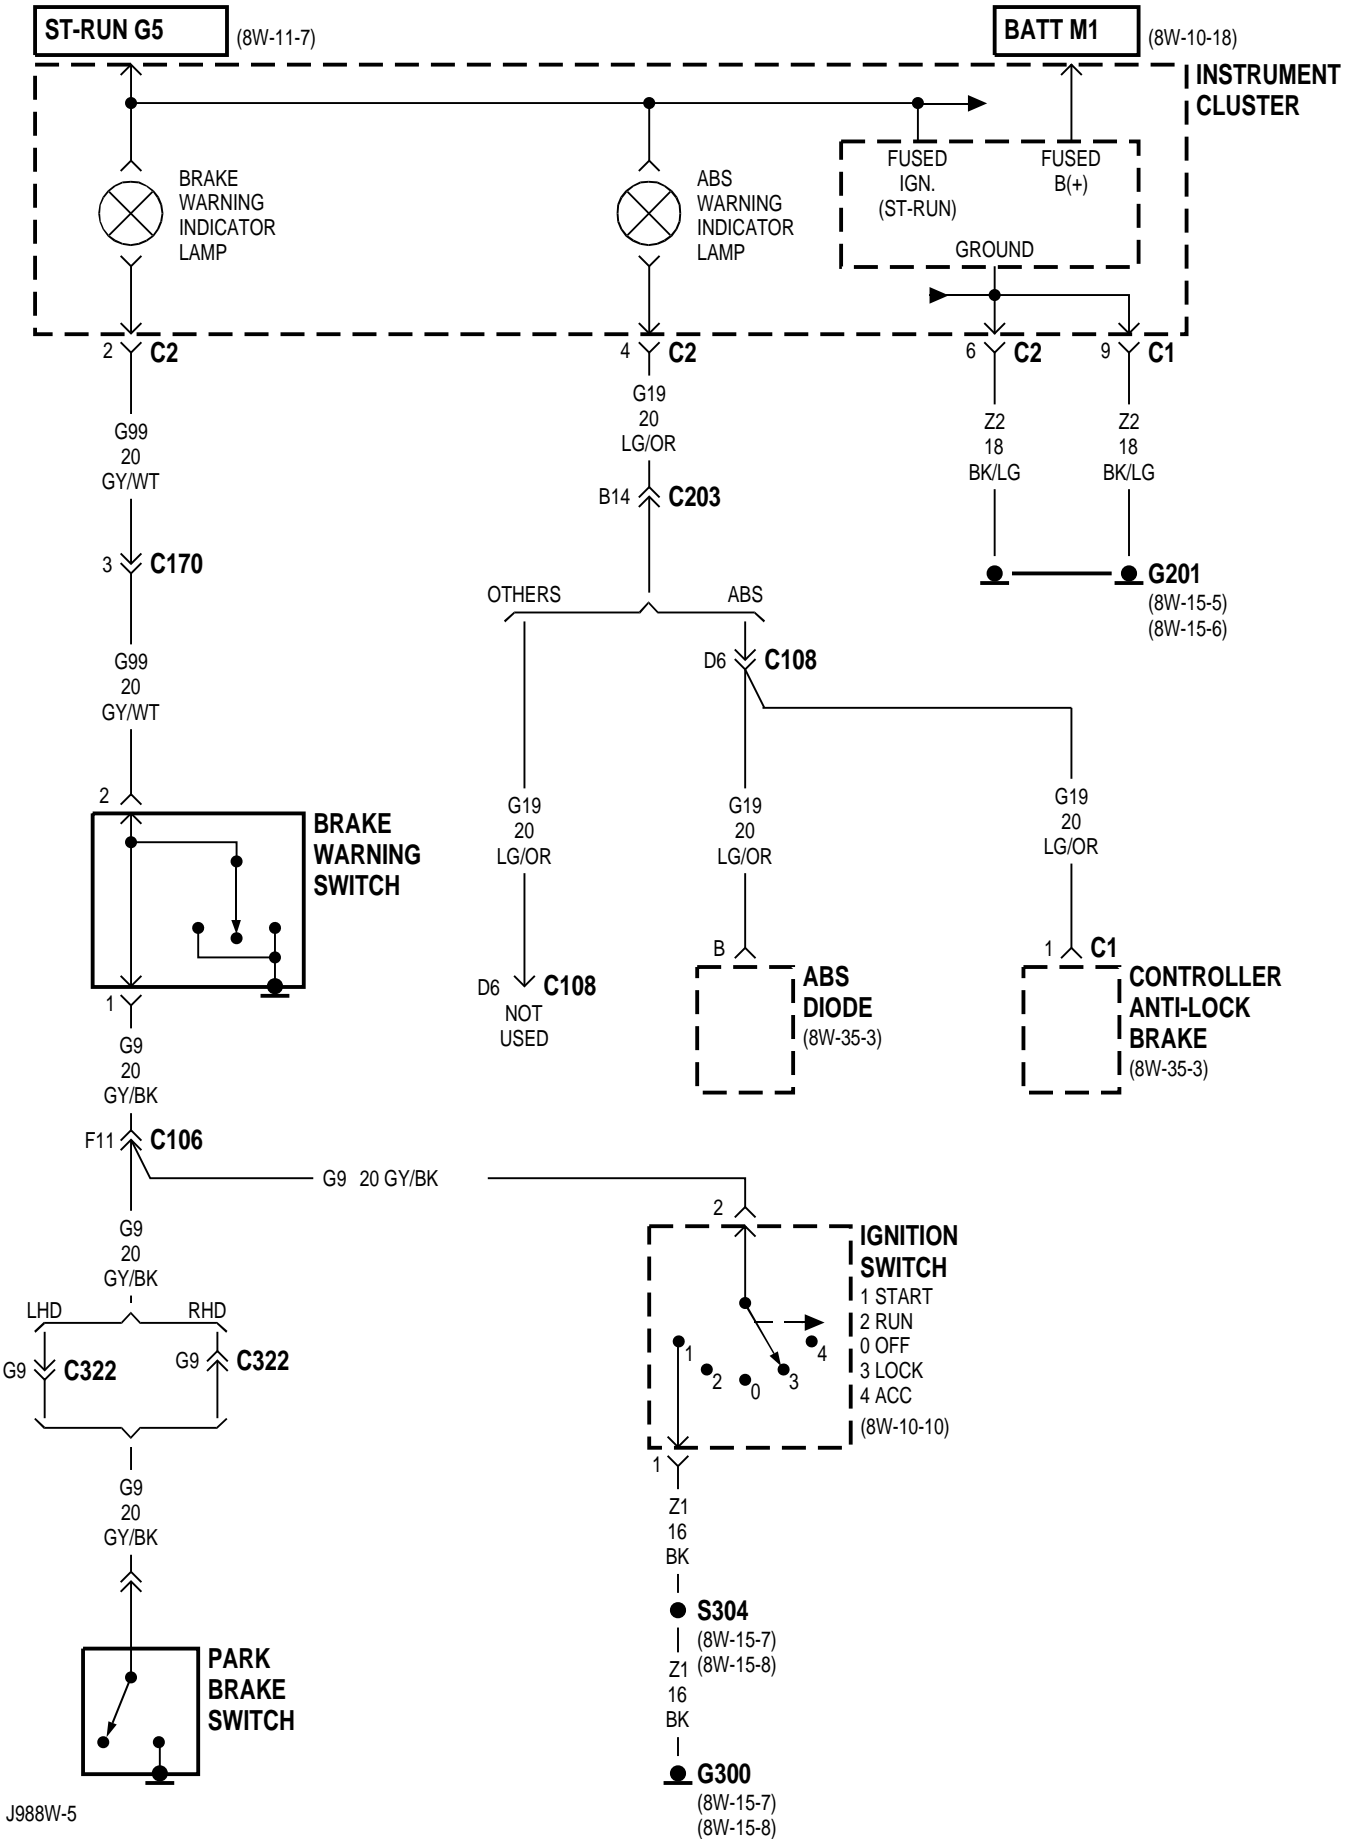 ST-RUN G5
(8W-11-7)
BATT M1
(8W-10-18)
INSTRUMENT
CLUSTER
BRAKE
WARNING
INDICATOR
LAMP
ABS
WARNING
INDICATOR
LAMP
FUSED
IGN.
(ST-RUN)
FUSED
B(+)
GROUND
2 C2
4 C2
6 C2
9 C1
G99
20
GY/WT
G19
20
LG/OR
Z2
18
BK/LG
Z2
18
BK/LG
B14 C203
3 C170
G201
(8W-15-5)
(8W-15-6)
OTHERS
ABS
D6 C108
G99
20
GY/WT
2
BRAKE
WARNING
SWITCH
G19
20
LG/OR
G19
20
LG/OR
G19
20
LG/OR
B
1 C1
D6 C108
NOT
USED
ABS
DIODE
(8W-35-3)
CONTROLLER
ANTI-LOCK
BRAKE
(8W-35-3)
1
G9
20
GY/BK
F11 C106
G9 20 GY/BK
2
G9
20
GY/BK
IGNITION
SWITCH
1 START
2 RUN
0 OFF
3 LOCK
4 ACC
(8W-10-10)
1
2
0
3
4
LHD
RHD
G9 C322
G9 C322
1
G9
20
GY/BK
Z1
16
BK
S304
(8W-15-7)
(8W-15-8)
Z1
16
BK
PARK
BRAKE
SWITCH
G300
(8W-15-7)
(8W-15-8)
J988W-5